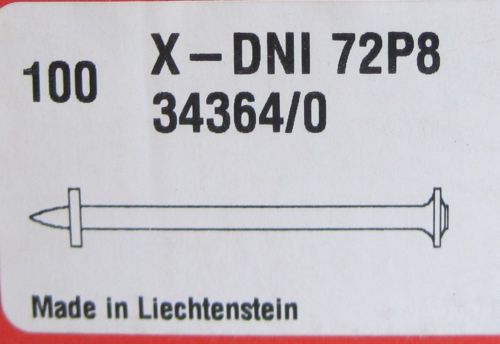 100 X–DNI 72P8
34364/0
Made in Liechtenstein